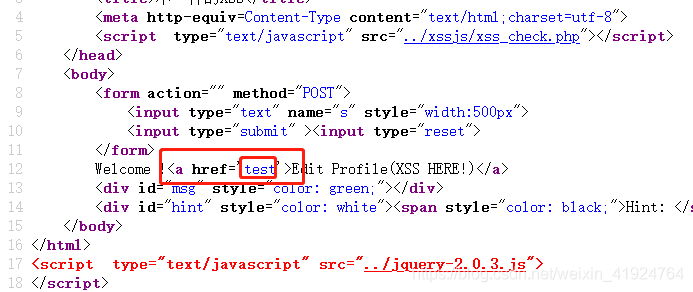 4 <meta http-equiv=Content-Type content="text/html;charset=utf-8">
5 <script type="text/javascript" src="../xssjs/xss_check.php"></script>
6 </head>
7 <body>
8 <form action="" method="POST">
9 <input type="text" name="s" style="width:500px">
10 <input type="submit" ><input type="reset">
11 </form>
12 Welcome !<a href='test'>Edit Profile(XSS HERE!)</a>
13 <div id="msg" style="color: green;"></div>
14 <div id="hint" style="color: white"><span style="color: black;">Hint: </s
15 </body>
16 </html>
17 <script type="text/javascript" src="../jquery-2.0.3.js">
18 </script>
https://blog.csdn.net/weixin_41924764